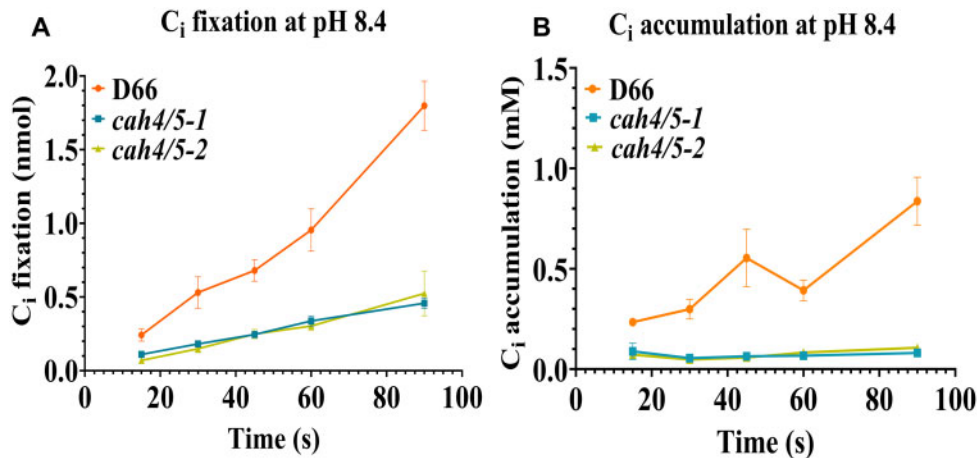 A
Cᵢ fixation at pH 8.4
Cᵢ fixation (nmol)
2.0
1.5
1.0
0.5
0.0
D66
cah4/5-1
cah4/5-2
0
20
40
60
80
100
Time (s)
B
Cᵢ accumulation at pH 8.4
Cᵢ accumulation (mM)
1.5
1.0
0.5
0.0
D66
cah4/5-1
cah4/5-2
0
20
40
60
80
100
Time (s)